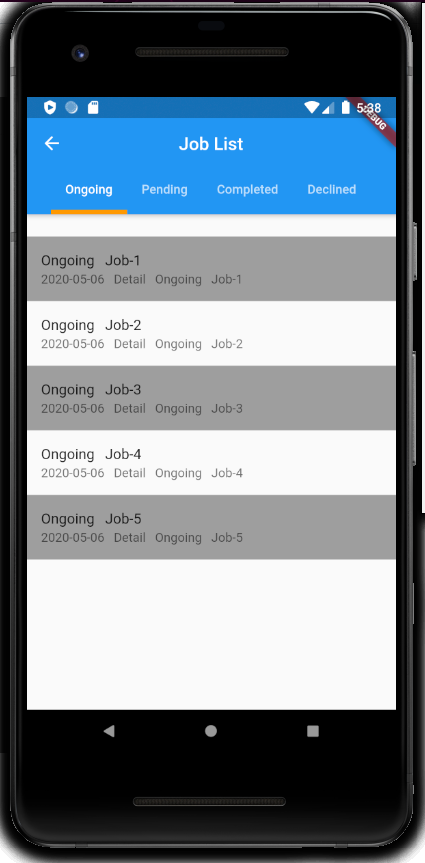 5:38
DEBUG
Job List
Ongoing Pending Completed Declined
Ongoing Job-1
2020-05-06 Detail Ongoing Job-1
Ongoing Job-2
2020-05-06 Detail Ongoing Job-2
Ongoing Job-3
2020-05-06 Detail Ongoing Job-3
Ongoing Job-4
2020-05-06 Detail Ongoing Job-4
Ongoing Job-5
2020-05-06 Detail Ongoing Job-5